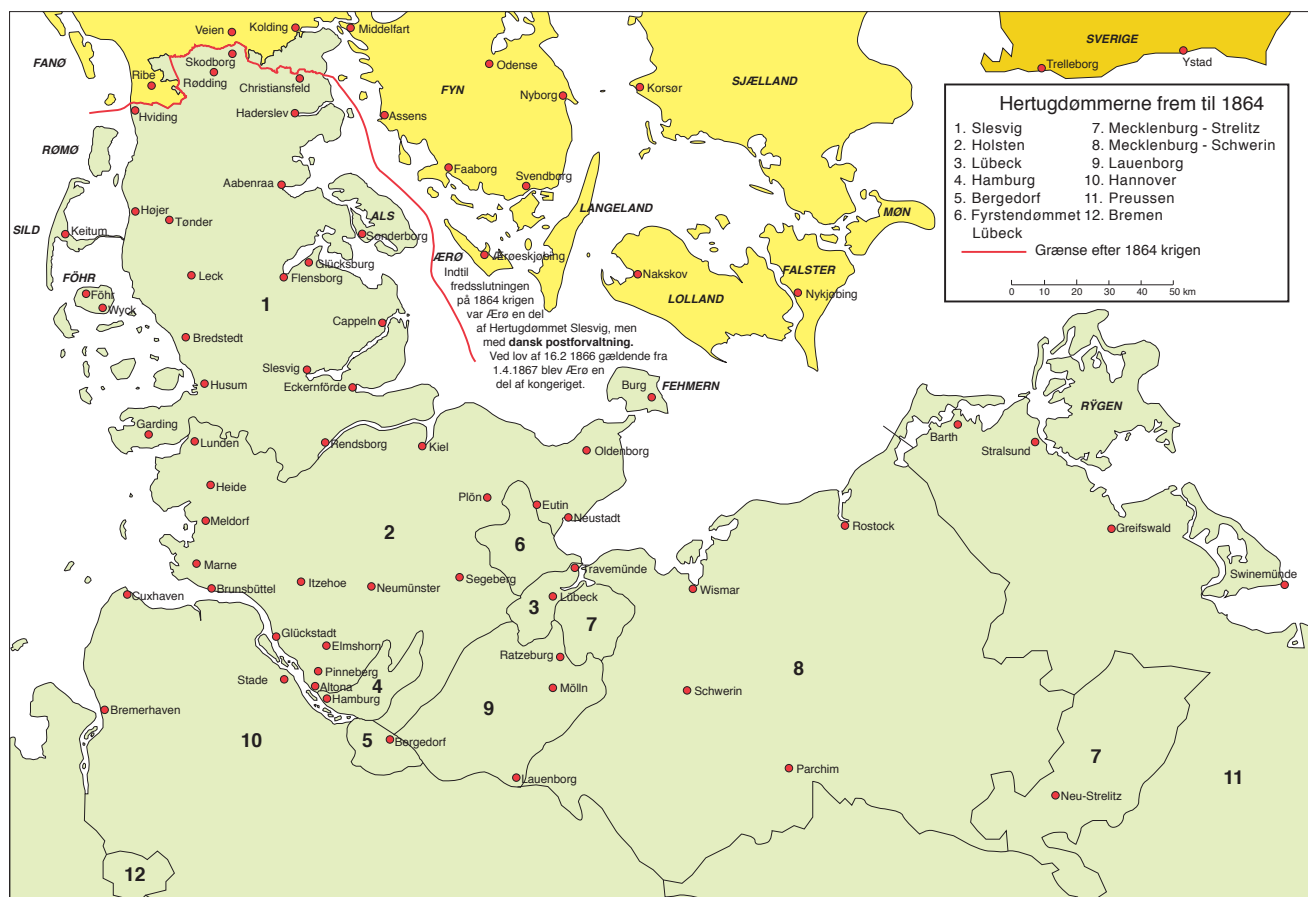 Veien
Kolding
Middelfart
SVERIGE
Trelleborg
Ystad
FANØ
Skodborg
Rødding
Ribe
Christiansfeld
Odense
FYN
Nyborg
Korsør
SJÆLLAND
Hviding
Haderslev
Assens
RØMØ
Faaborg
Svendborg
Aabenraa
Hertugdømmerne frem til 1864
1. Slesvig
2. Holsten
3. Lübeck
4. Hamburg
5. Bergedorf
6. Fyrstendømmet
Lübeck
7. Mecklenburg - Strelitz
8. Mecklenburg - Schwerin
9. Lauenborg
10. Hannover
11. Preussen
12. Bremen
Grænse efter 1864 krigen
0 10 20 30 40 50 km
Højer
Tønder
ALS
Sønderborg
LANGELAND
MØN
SILD
Keitum
ÆRØ
Ærøeskjøbing
Glücksburg
Flensborg
Leck
FÖHR
Föhr
Wyck
Nakskov
LOLLAND
FALSTER
Nykjøbing
Indtil
fredsslutningen
på 1864 krigen
var Ærø en del
af Hertugdømmet Slesvig, men
med dansk postforvaltning.
Ved lov af 16.2 1866 gældende fra
1.4.1867 blev Ærø en
del af kongeriget.
1
Cappeln
Bredstedt
Slesvig
Eckernförde
Husum
Burg
FEHMERN
RŸGEN
Garding
Lunden
Rendsborg
Kiel
Oldenborg
Barth
Stralsund
Heide
Plön
Eutin
Neustadt
Meldorf
2
6
Rostock
Greifswald
Marne
Travemünde
Brunsbüttel
Itzehoe
Neumünster
Segeberg
Swinemünde
Cuxhaven
3
Lübeck
Wismar
7
Glückstadt
Elmshorn
Ratzeburg
Pinneberg
Stade
Altona
4
Hamburg
Mölln
8
Schwerin
9
Bremerhaven
10
5
Bergedorf
Lauenborg
Parchim
7
Neu-Strelitz
11
12